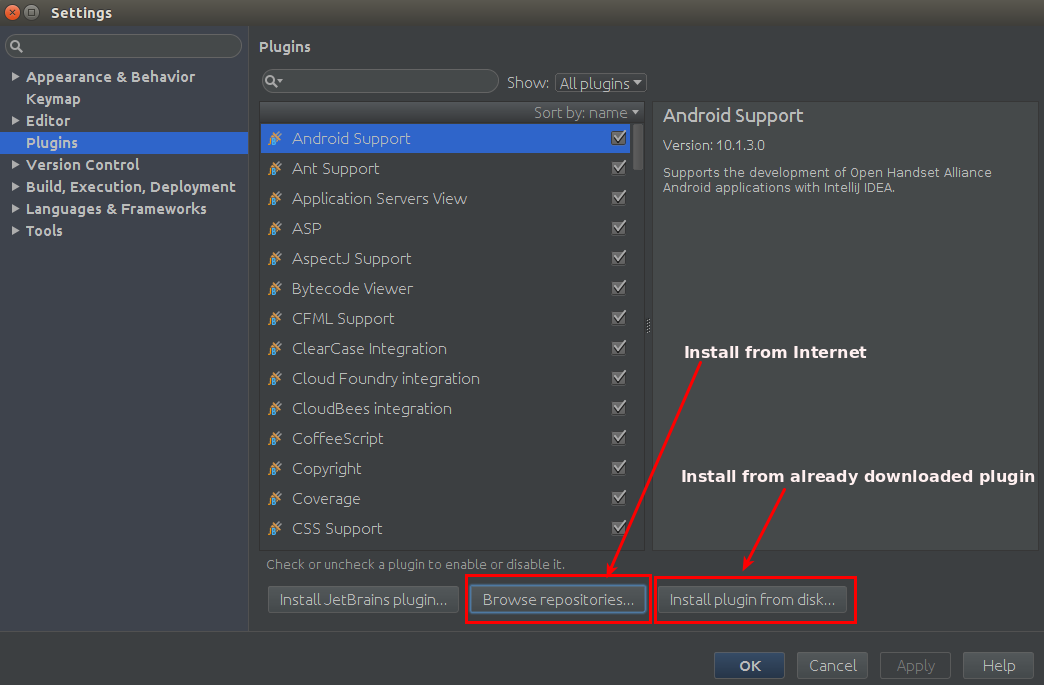 Settings
Appearance & Behavior
Keymap
Editor
Plugins
Version Control
Build, Execution, Deployment
Languages & Frameworks
Tools
Plugins
Show: All plugins
Sort by: name
Android Support
Ant Support
Application Servers View
ASP
AspectJ Support
Bytecode Viewer
CFML Support
ClearCase Integration
Cloud Foundry integration
CloudBees integration
CoffeeScript
Copyright
Coverage
CSS Support
Check or uncheck a plugin to enable or disable it.
Install JetBrains plugin...
Browse repositories...
Install plugin from disk...
Android Support
Version: 10.1.3.0
Supports the development of Open Handset Alliance
Android applications with IntelliJ IDEA.
Install from Internet
Install from already downloaded plugin
OK
Cancel
Apply
Help